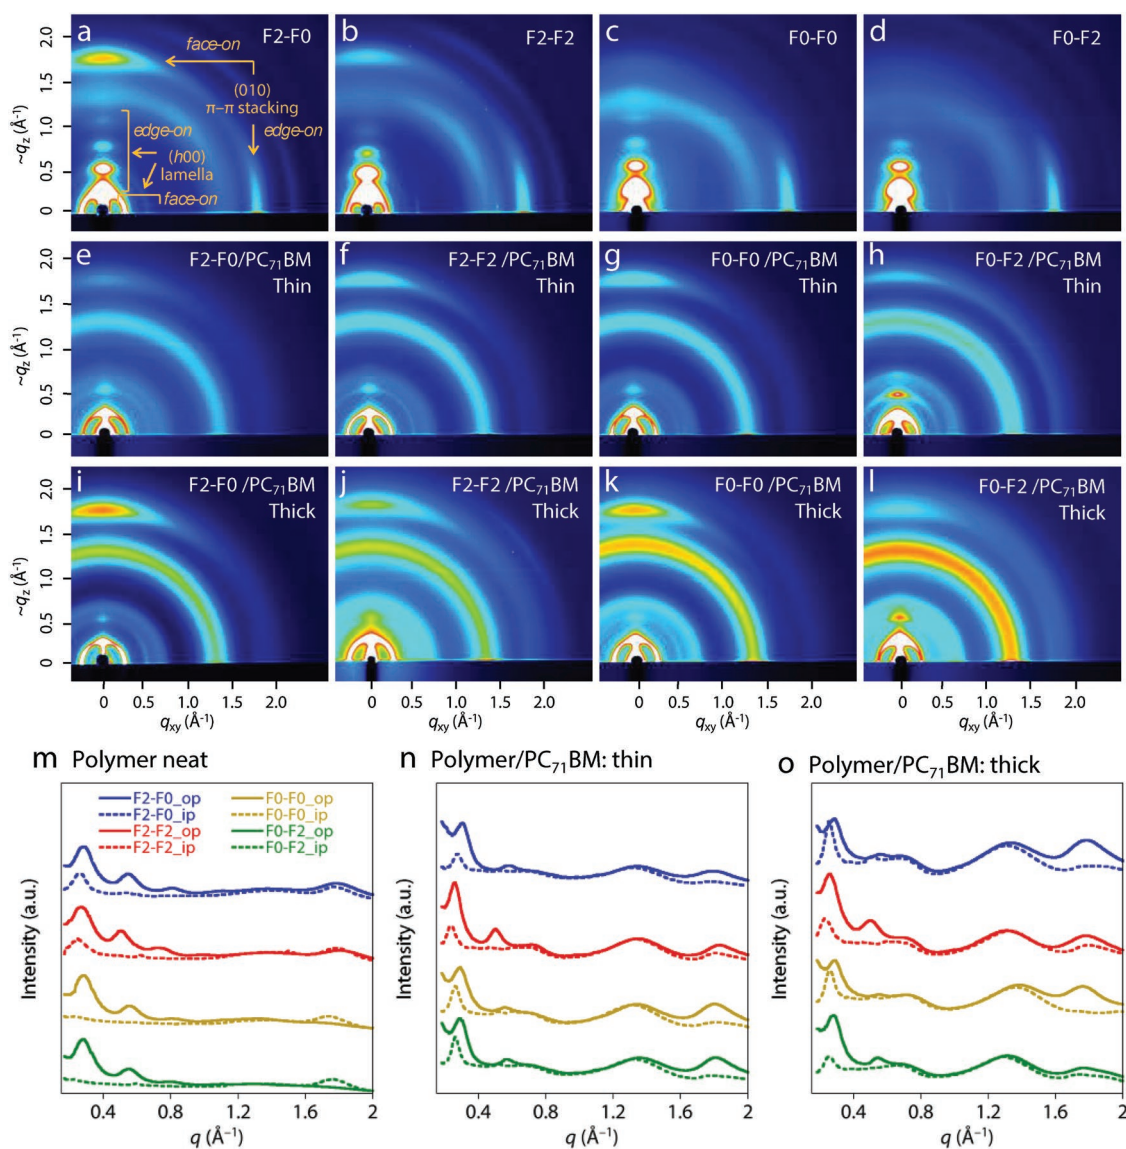 a F2-F0
face-on
(010)
π–π stacking
edge-on
edge-on
(h00)
lamella
face-on
b F2-F2
c F0-F0
d F0-F2
2.0
1.5
1.0
0.5
0
~qz (Å⁻¹)
e F2-F0/PC₇₁BM
Thin
f F2-F2 /PC₇₁BM
Thin
g F0-F0 /PC₇₁BM
Thin
h F0-F2 /PC₇₁BM
Thin
2.0
1.5
1.0
0.5
0
~qz (Å⁻¹)
i F2-F0 /PC₇₁BM
Thick
j F2-F2 /PC₇₁BM
Thick
k F0-F0 /PC₇₁BM
Thick
l F0-F2 /PC₇₁BM
Thick
2.0
1.5
1.0
0.5
0
~qz (Å⁻¹)
0 0.5 1.0 1.5 2.0
qxy (Å⁻¹)
0 0.5 1.0 1.5 2.0
qxy (Å⁻¹)
0 0.5 1.0 1.5 2.0
qxy (Å⁻¹)
0 0.5 1.0 1.5 2.0
qxy (Å⁻¹)
m Polymer neat
F2-F0_op F0-F0_op
F2-F0_ip F0-F0_ip
F2-F2_op F0-F2_op
F2-F2_ip F0-F2_ip
Intensity (a.u.)
0.4 0.8 1.2 1.6 2
q (Å⁻¹)
n Polymer/PC₇₁BM: thin
Intensity (a.u.)
0.4 0.8 1.2 1.6 2
q (Å⁻¹)
o Polymer/PC₇₁BM: thick
Intensity (a.u.)
0.4 0.8 1.2 1.6 2
q (Å⁻¹)